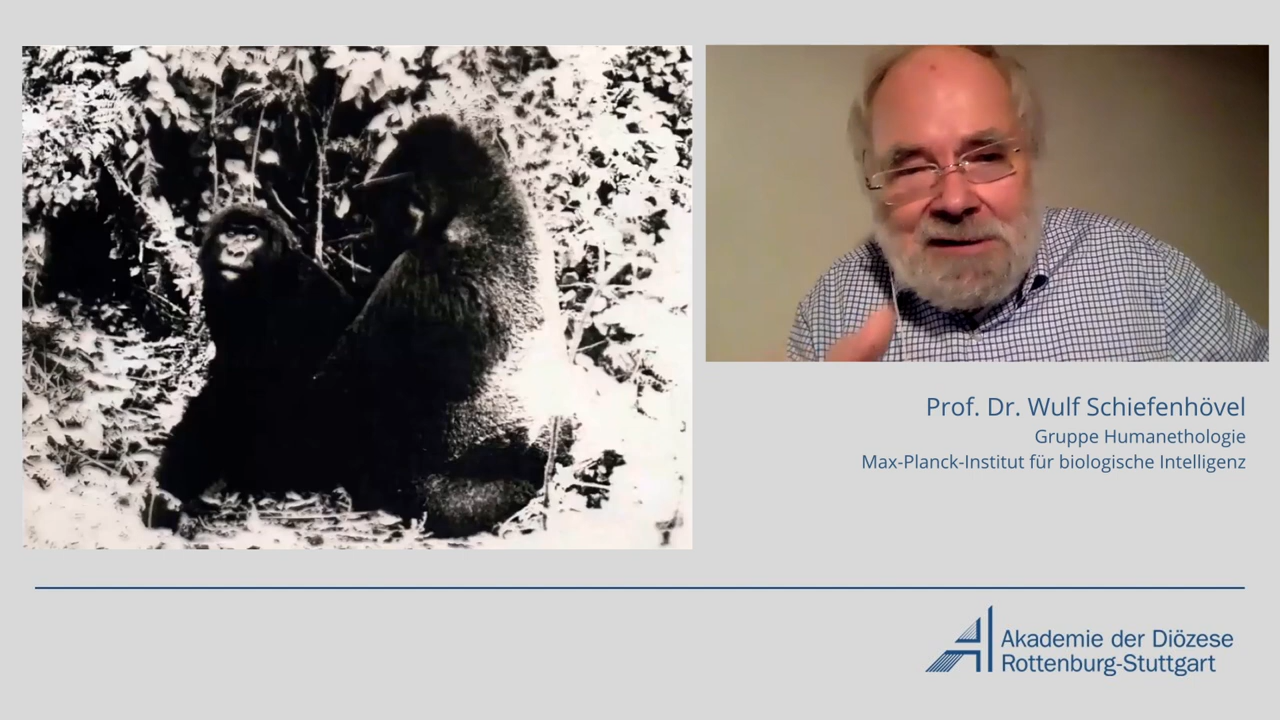 Prof. Dr. Wulf Schiefenhövel
Gruppe Humanethologie
Max-Planck-Institut für biologische Intelligenz
Akademie der Diözese
Rottenburg-Stuttgart